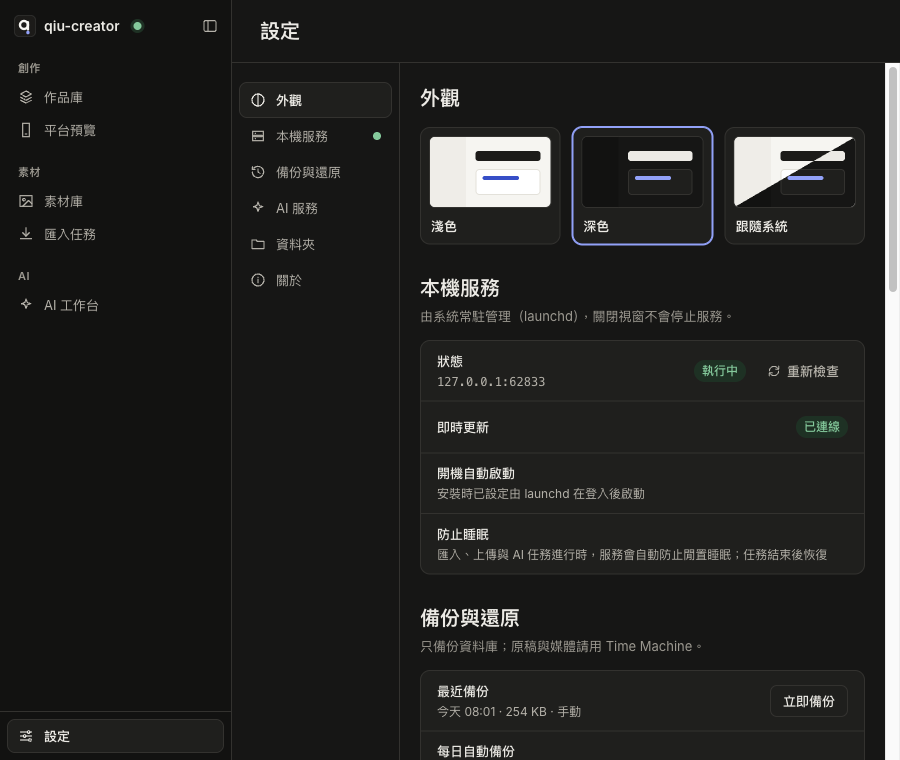 qiu-creator
創作
作品庫
平台預覽
素材
素材庫
匯入任務
AI
AI 工作台
設定
設定
外觀
本機服務
備份與還原
AI 服務
資料夾
關於
外觀
淺色
深色
跟隨系統
本機服務
由系統常駐管理（launchd），關閉視窗不會停止服務。
狀態
127.0.0.1:62833
執行中
重新檢查
即時更新
已連線
開機自動啟動
安裝時已設定由 launchd 在登入後啟動
防止睡眠
匯入、上傳與 AI 任務進行時，服務會自動防止閒置睡眠；任務結束後恢復
備份與還原
只備份資料庫；原稿與媒體請用 Time Machine。
最近備份
今天 08:01 · 254 KB · 手動
立即備份
每日自動備份